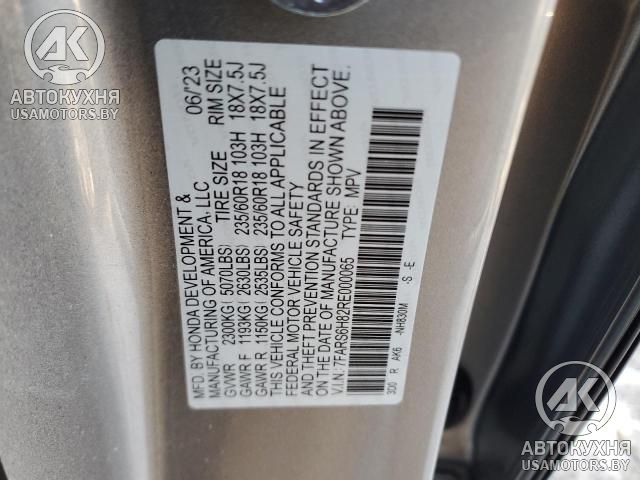 MFD. BY HONDA DEVELOPMENT & 06/'23
MANUFACTURING OF AMERICA, LLC
GVWR 2300KG( 5070LBS) TIRE SIZE RIM SIZE
GAWR F 1193KG( 2630LBS) 235/60R18 103H 18X7.5J
GAWR R 1150KG( 2535LBS) 235/60R18 103H 18X7.5J
THIS VEHICLE CONFORMS TO ALL APPLICABLE
FEDERAL MOTOR VEHICLE SAFETY
AND THEFT PREVENTION STANDARDS IN EFFECT
ON THE DATE OF MANUFACTURE SHOWN ABOVE.
V.I.N: 7FARS6H82RE000065 TYPE: MPV
3D0 R AK6 -NH830M -S -E
AK
АВТОКУХНЯ
USAMOTORS.BY
AK
АВТОКУХНЯ
USAMOTORS.BY